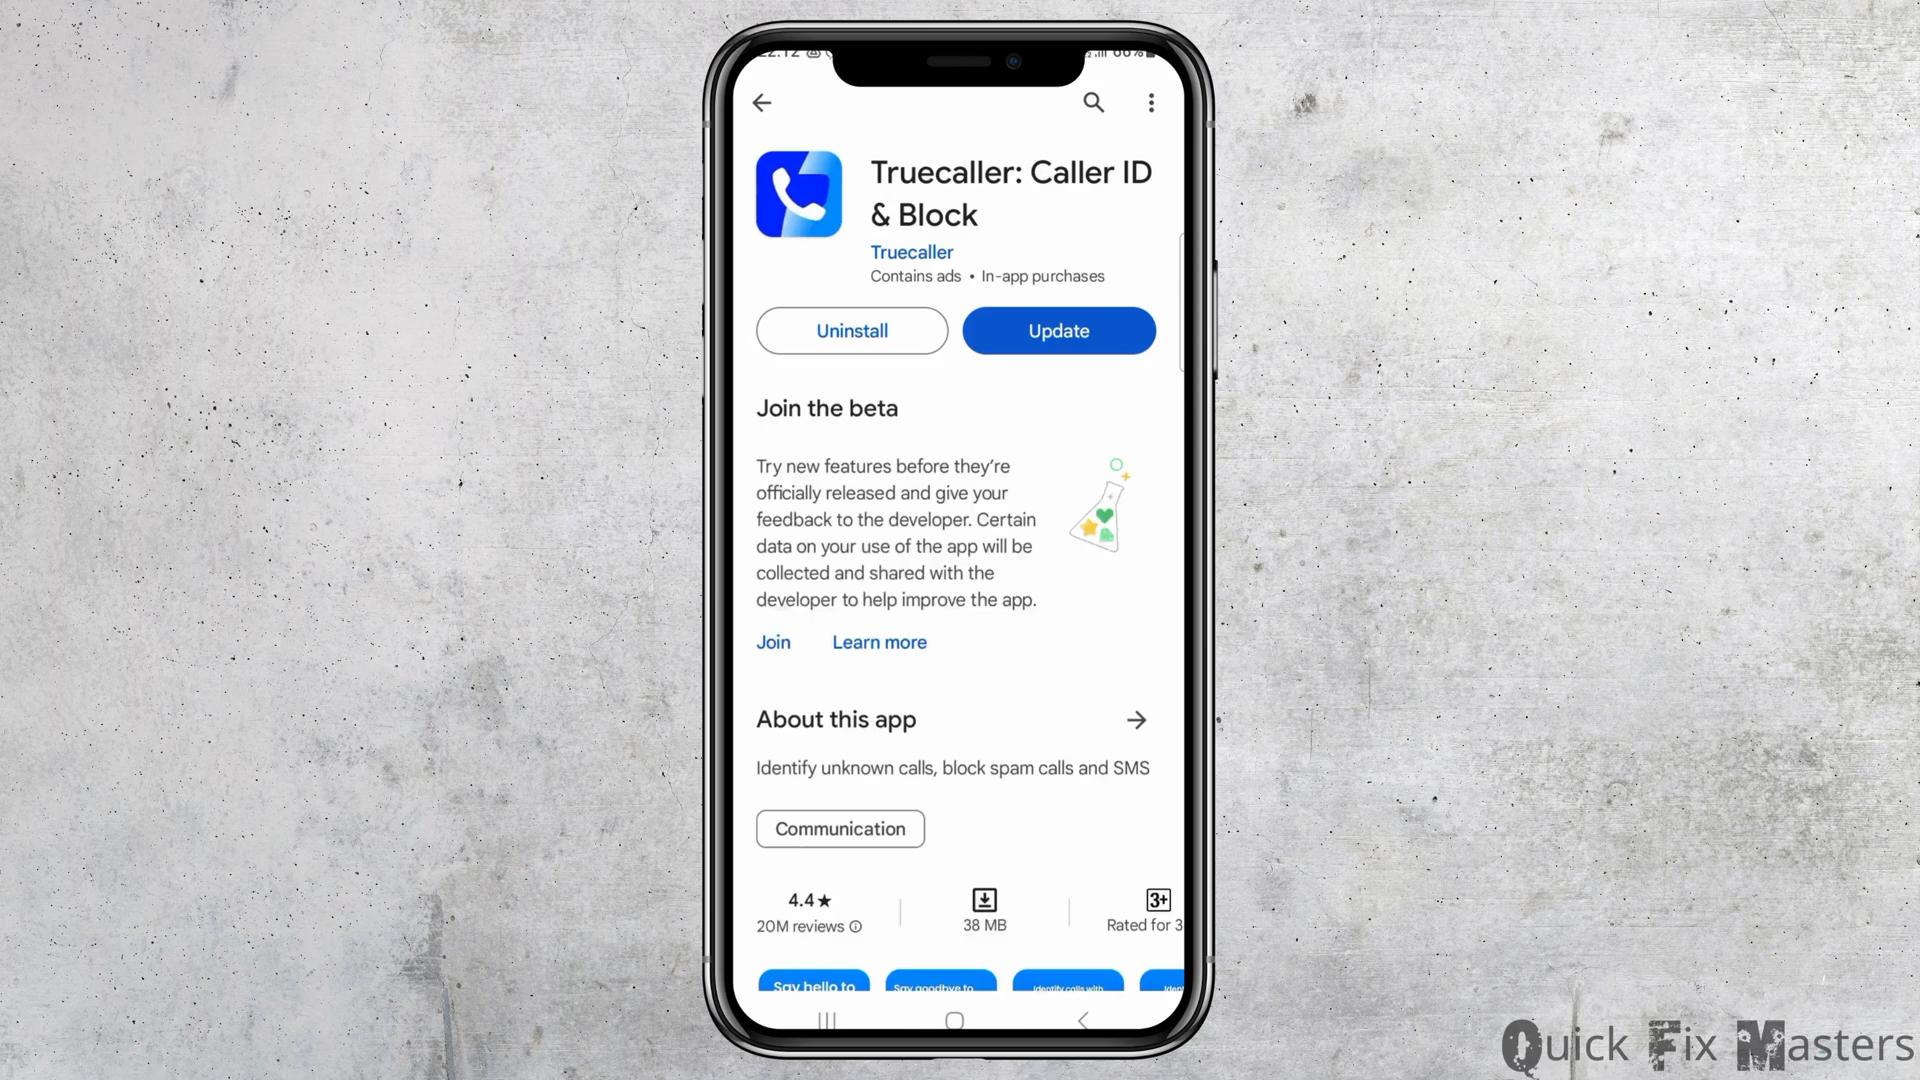 22:12
66%
Truecaller: Caller ID
& Block
Truecaller
Contains ads • In-app purchases
Uninstall
Update
Join the beta
Try new features before they're
officially released and give your
feedback to the developer. Certain
data on your use of the app will be
collected and shared with the
developer to help improve the app.
Join
Learn more
About this app
Identify unknown calls, block spam calls and SMS
Communication
4.4★
3+
20M reviews
38 MB
Rated for 3
Say hello to
Say goodbye to
Identify calls with
Quick Fix Masters